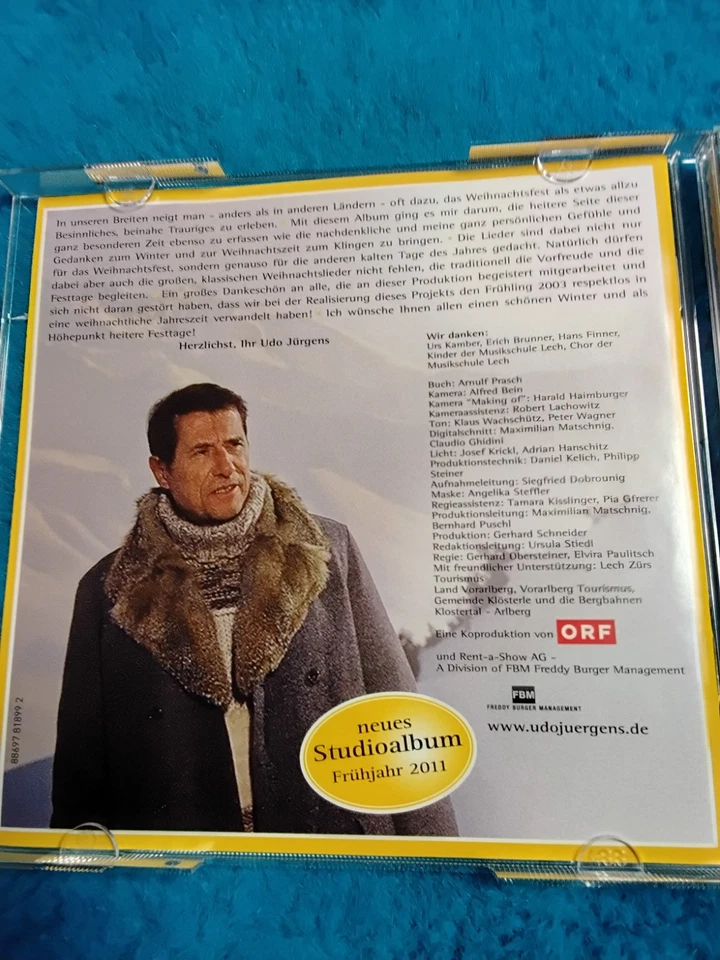 In unseren Breiten neigt man - anders als in anderen Ländern - oft dazu, das Weihnachtsfest als etwas allzu
Besinnliches, beinahe Trauriges zu erleben. · Mit diesem Album ging es mir darum, die heitere Seite dieser
ganz besonderen Zeit ebenso zu erfassen wie die nachdenkliche und meine ganz persönlichen Gefühle und
Gedanken zum Winter und zur Weihnachtszeit zum Klingen zu bringen. · Die Lieder sind dabei nicht nur
für das Weihnachtsfest, sondern genauso für die anderen kalten Tage des Jahres gedacht. Natürlich dürfen
dabei aber auch die großen, klassischen Weihnachtslieder nicht fehlen, die traditionell die Vorfreude und die
Festtage begleiten. · Ein großes Dankeschön an alle, die an dieser Produktion begeistert mitgearbeitet und
sich nicht daran gestört haben, dass wir bei der Realisierung dieses Projekts den Frühling 2003 respektlos in
eine weihnachtliche Jahreszeit verwandelt haben! · Ich wünsche Ihnen allen einen schönen Winter und als
Höhepunkt heitere Festtage!
Herzlichst, Ihr Udo Jürgens
Wir danken:
Urs Kamber, Erich Brunner, Hans Finner,
Kinder der Musikschule Lech, Chor der
Musikschule Lech
Buch: Arnulf Prasch
Kamera: Alfred Bein
Kamera "Making of": Harald Haimburger
Kameraassistenz: Robert Lachowitz
Ton: Klaus Wachschütz, Peter Wagner
Digitalschnitt: Maximilian Matschnig,
Claudio Ghidini
Licht: Josef Krickl, Adrian Hanschitz
Produktionstechnik: Daniel Kelich, Philipp
Steiner
Aufnahmeleitung: Siegfried Dobrounig
Maske: Angelika Steffler
Regieassistenz: Tamara Kisslinger, Pia Gfrerer
Produktionsleitung: Maximilian Matschnig,
Bernhard Puschl
Produktion: Gerhard Schneider
Redaktionsleitung: Ursula Stiedl
Regie: Gerhard Obersteiner, Elvira Paulitsch
Mit freundlicher Unterstützung: Lech Zürs
Tourismus
Land Vorarlberg, Vorarlberg Tourismus,
Gemeinde Klösterle und die Bergbahnen
Klostertal - Arlberg
Eine Koproduktion von ORF
und Rent-a-Show AG -
A Division of FBM Freddy Burger Management
FBM
FREDDY BURGER MANAGEMENT
www.udojuergens.de
neues
Studioalbum
Frühjahr 2011
88697 81899 2